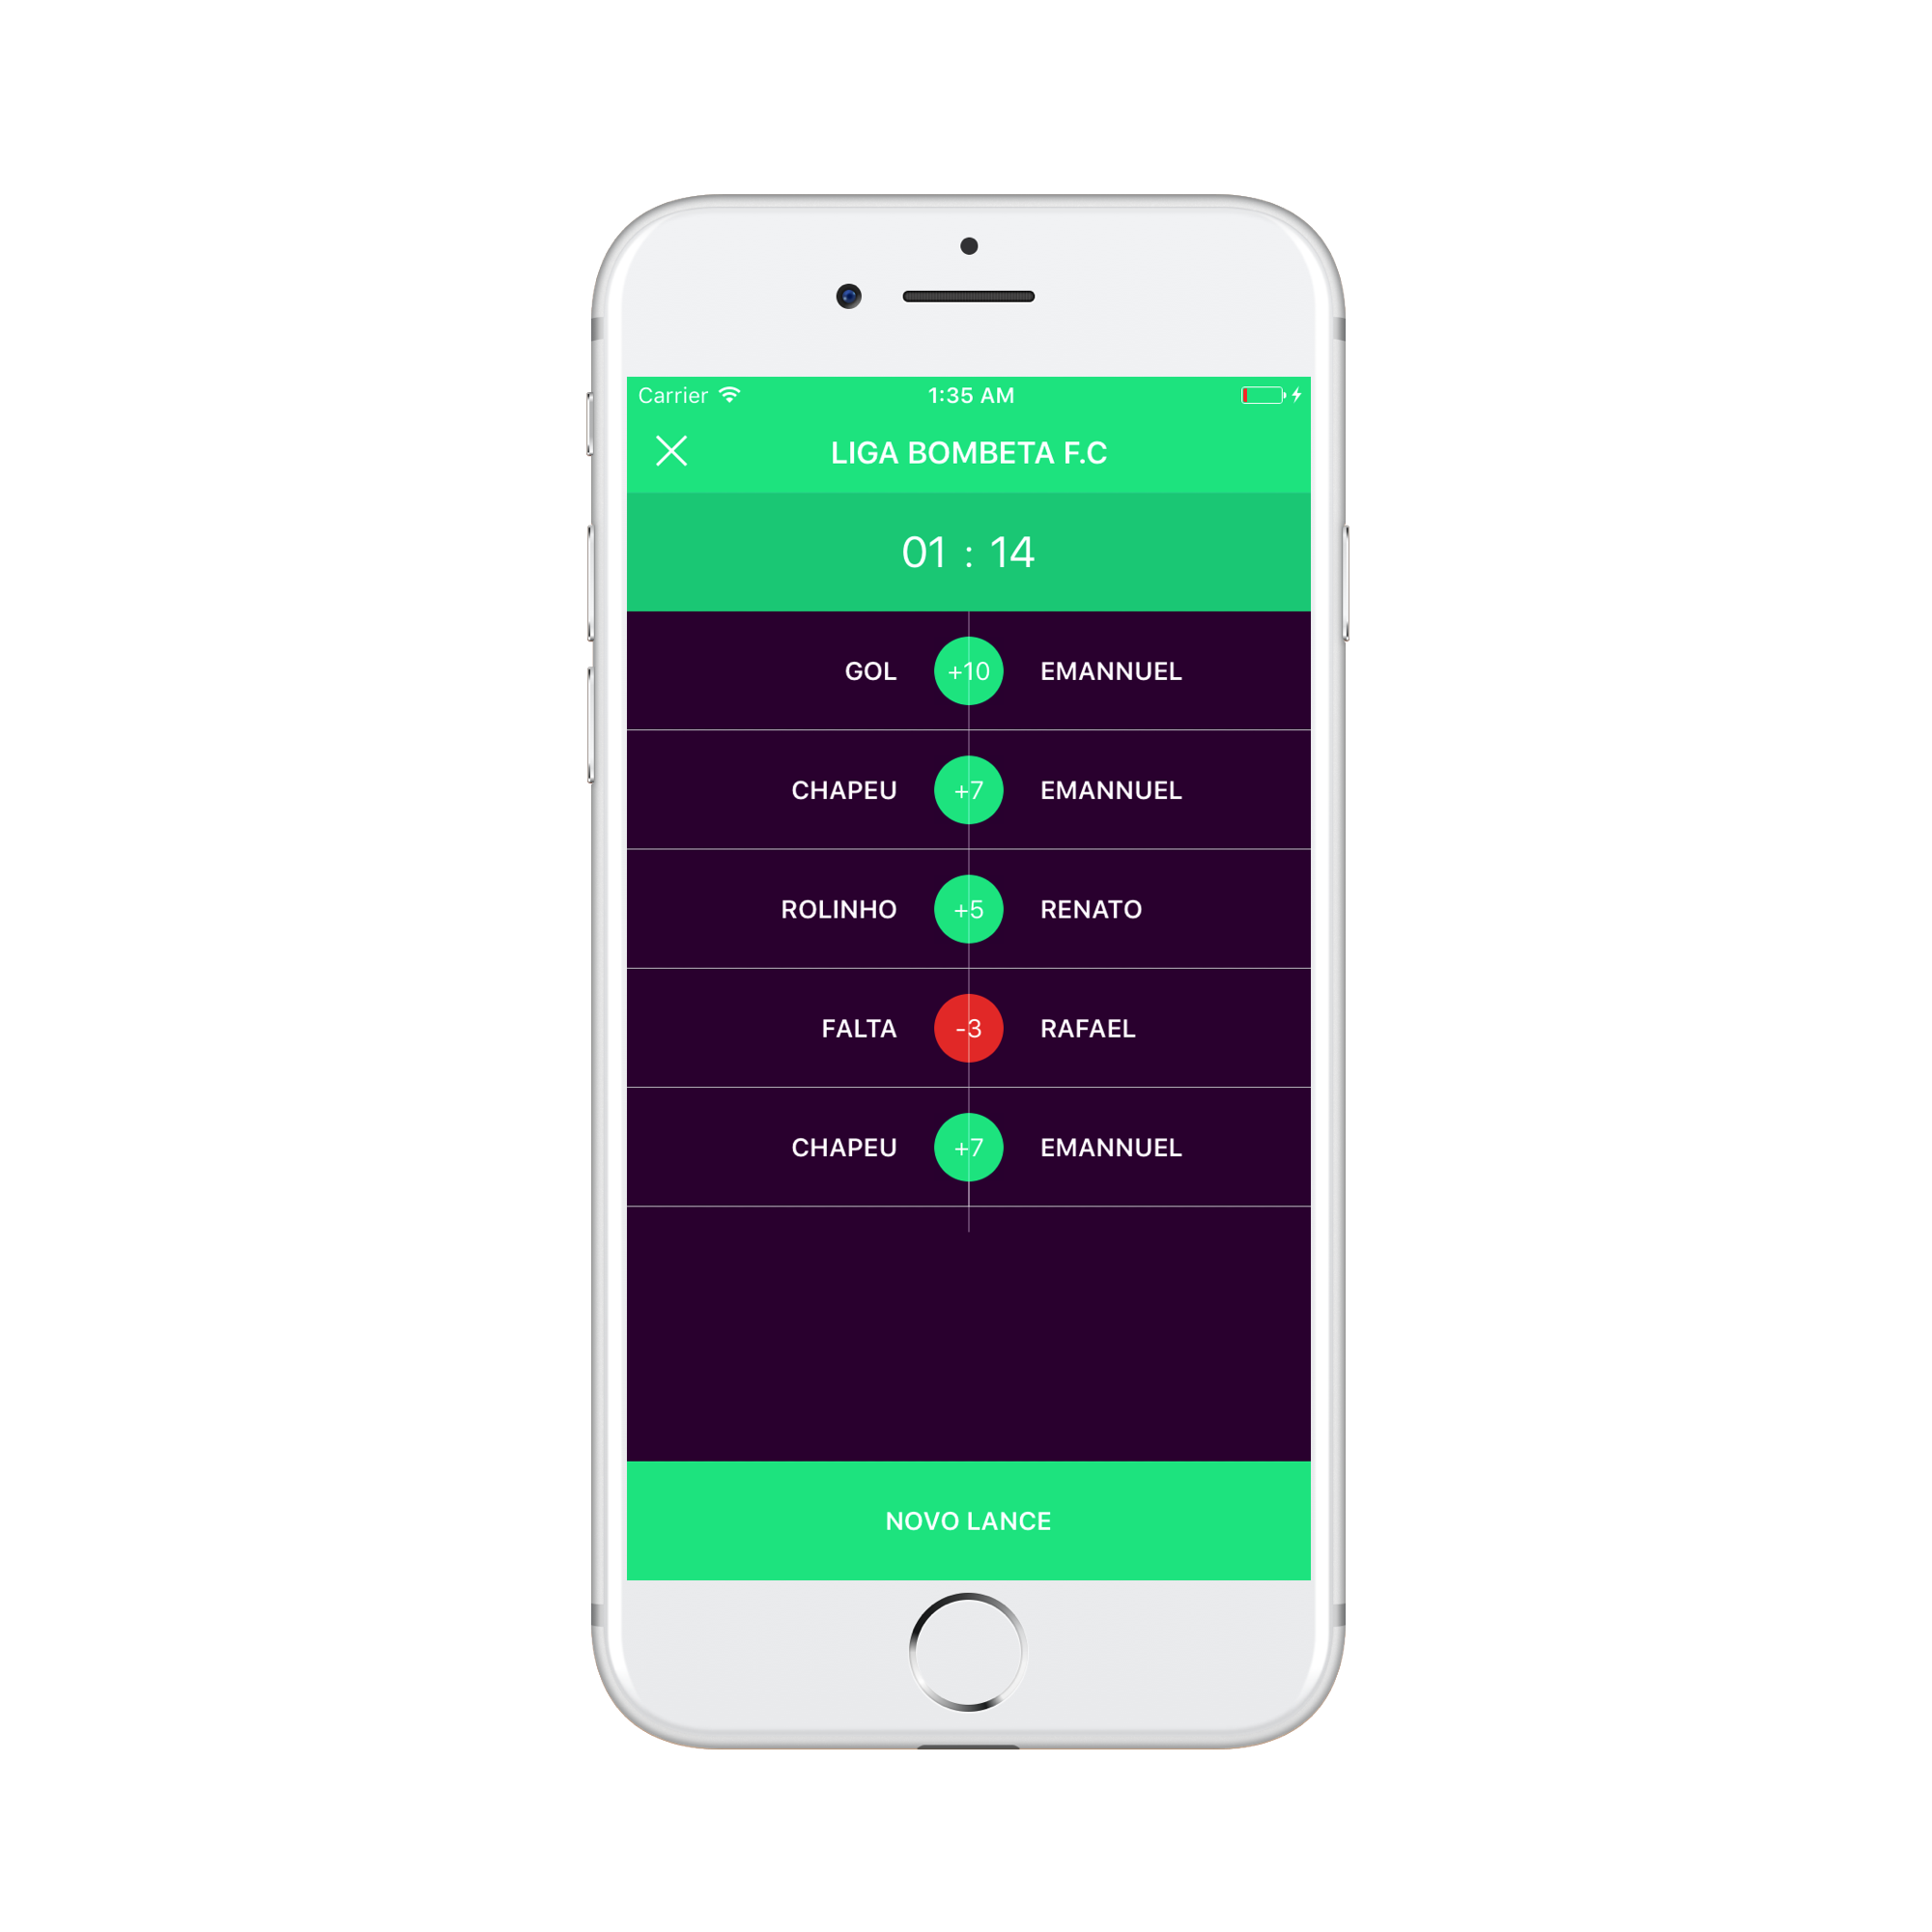 Carrier 1:35 AM
LIGA BOMBETA F.C
01 : 14
GOL +10 EMANNUEL
CHAPEU +7 EMANNUEL
ROLINHO +5 RENATO
FALTA -3 RAFAEL
CHAPEU +7 EMANNUEL
NOVO LANCE